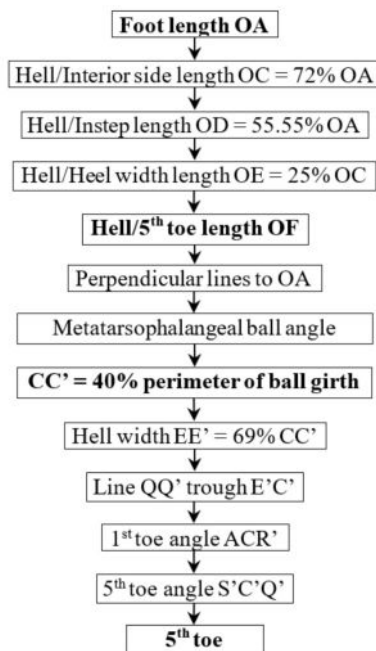 Foot length OA
Hell/Interior side length OC = 72% OA
Hell/Instep length OD = 55.55% OA
Hell/Heel width length OE = 25% OC
Hell/5th toe length OF
Perpendicular lines to OA
Metatarsophalangeal ball angle
CC’ = 40% perimeter of ball girth
Hell width EE’ = 69% CC’
Line QQ’ trough E’C’
1st toe angle ACR’
5th toe angle S’C’Q’
5th toe